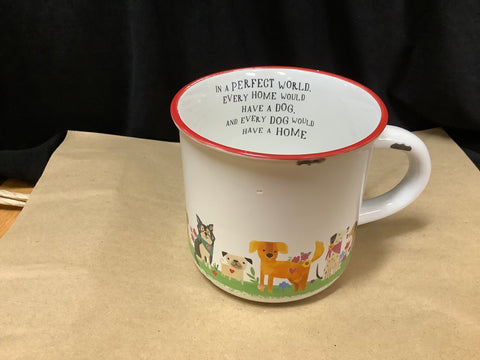 IN A PERFECT WORLD,
EVERY HOME WOULD
HAVE A DOG,
AND EVERY DOG WOULD
HAVE A HOME